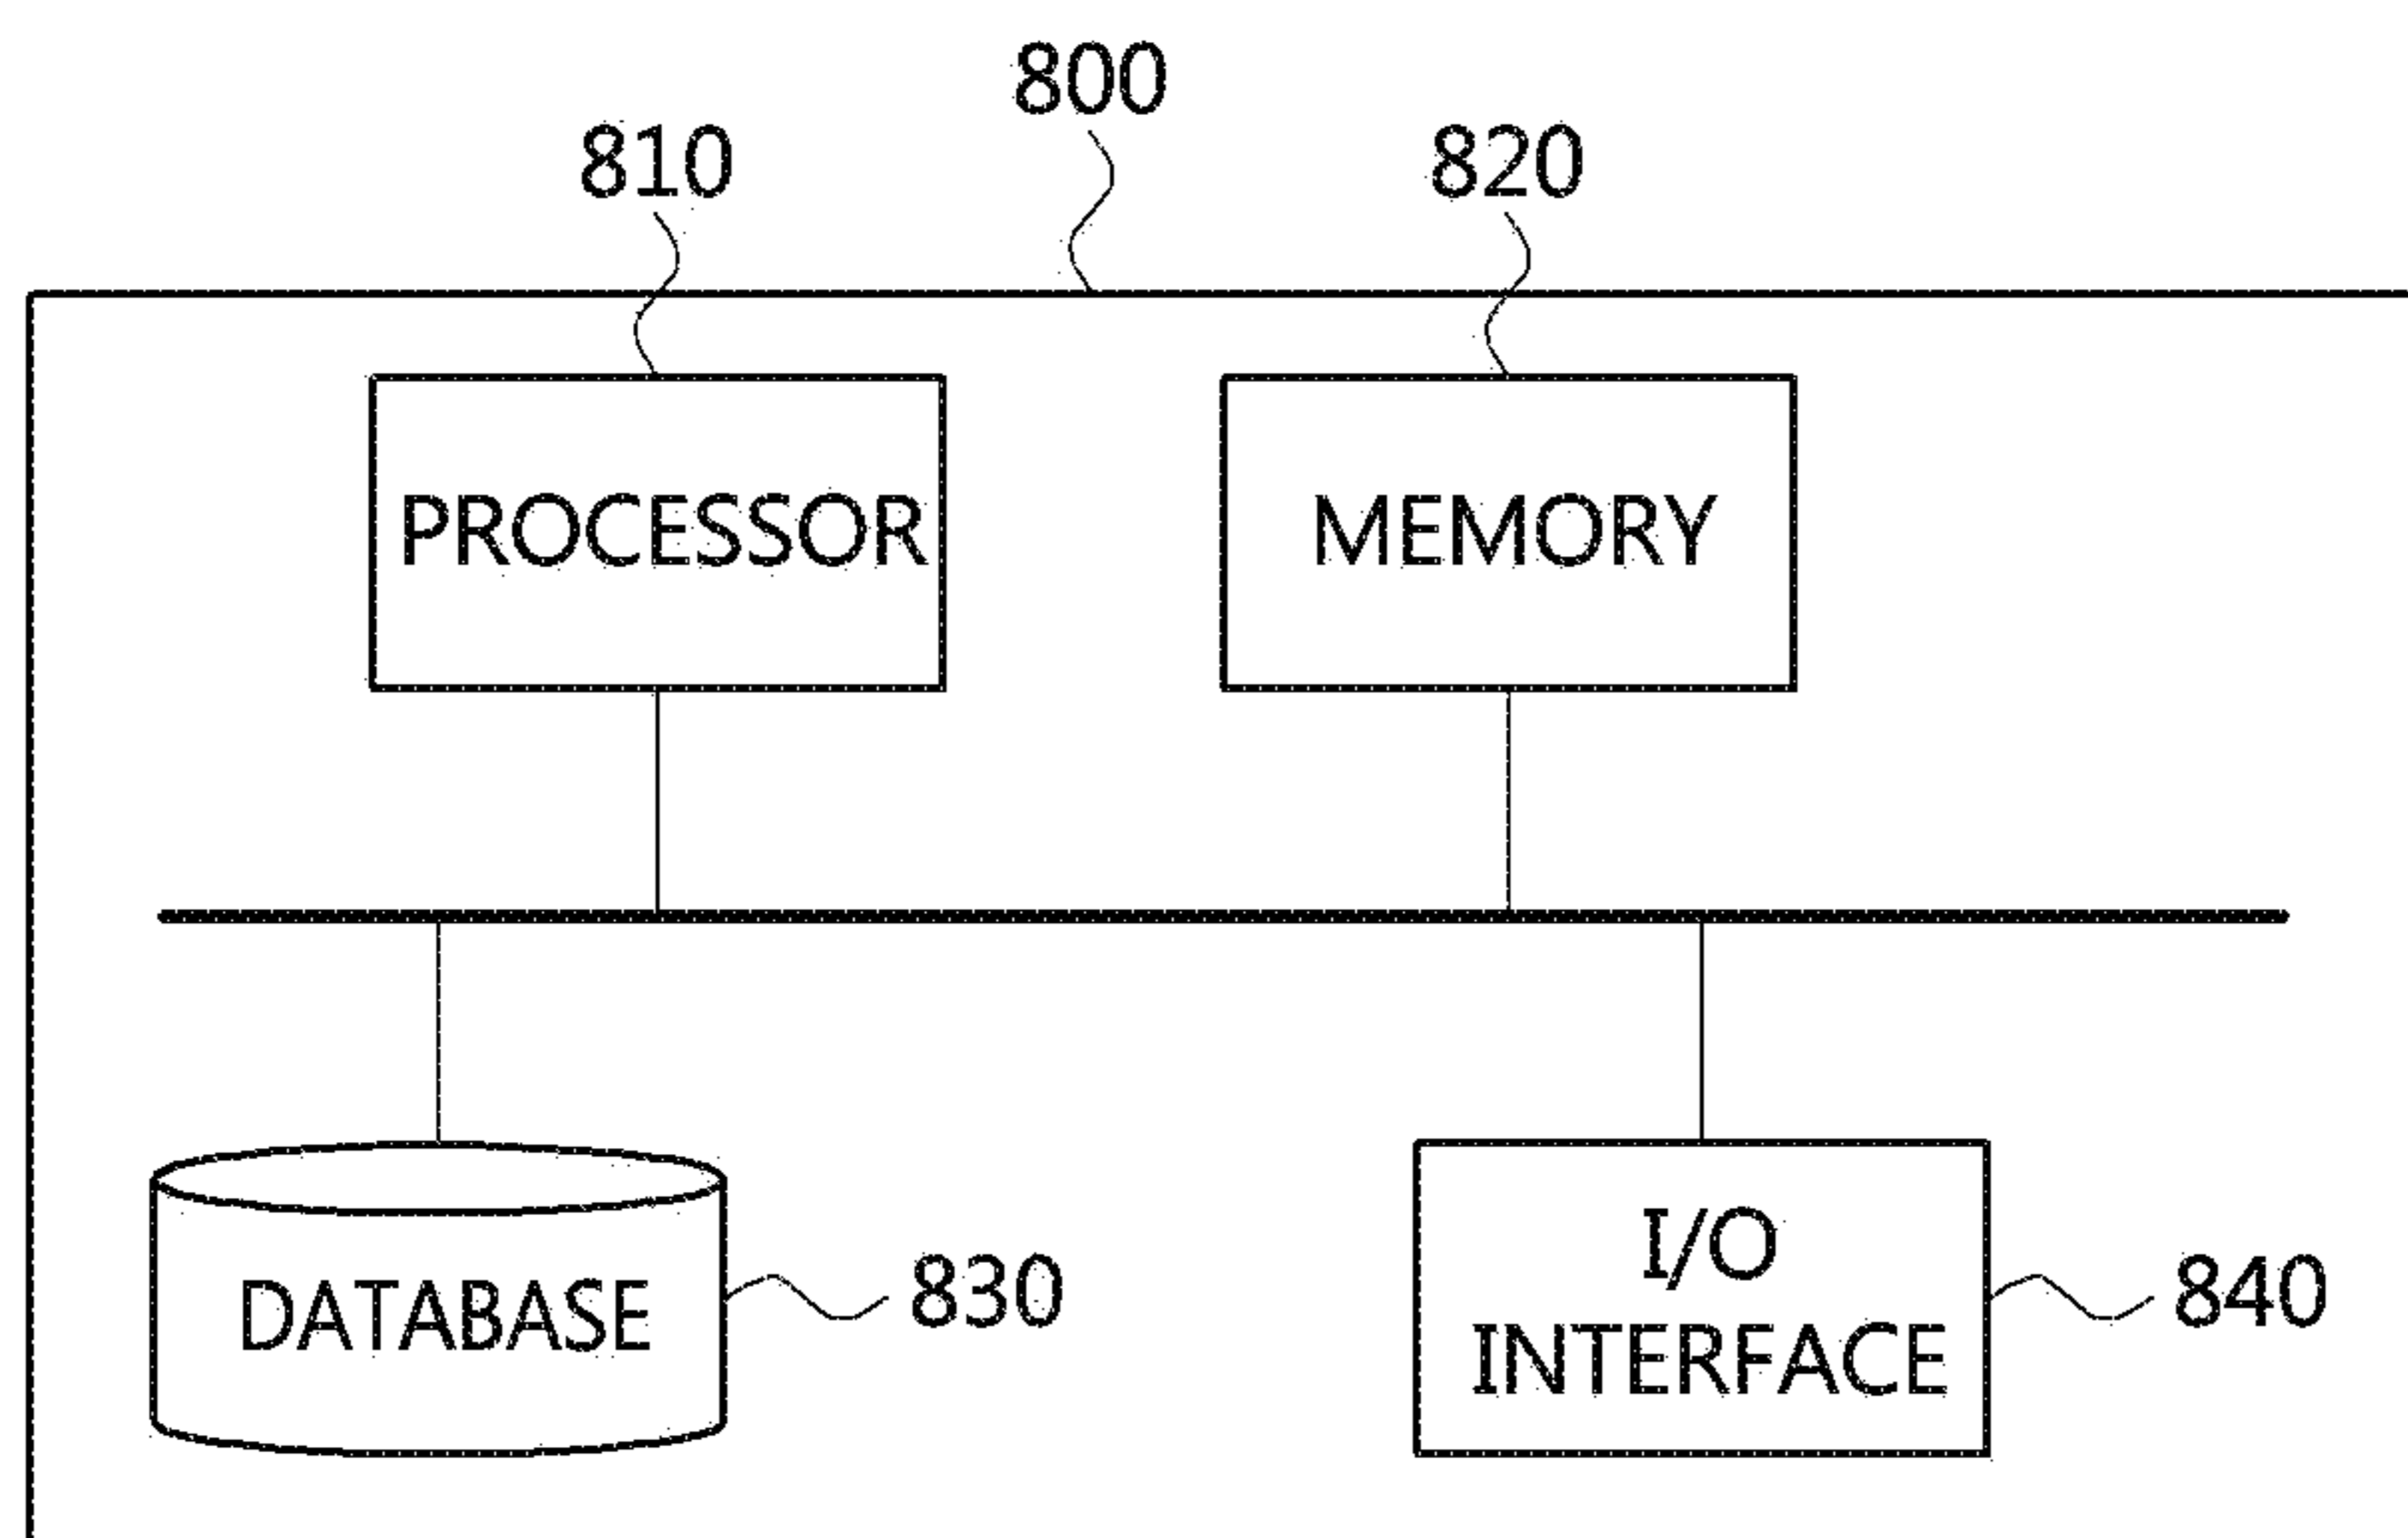 800
810
820
PROCESSOR
MEMORY
DATABASE
830
I/O
INTERFACE
840